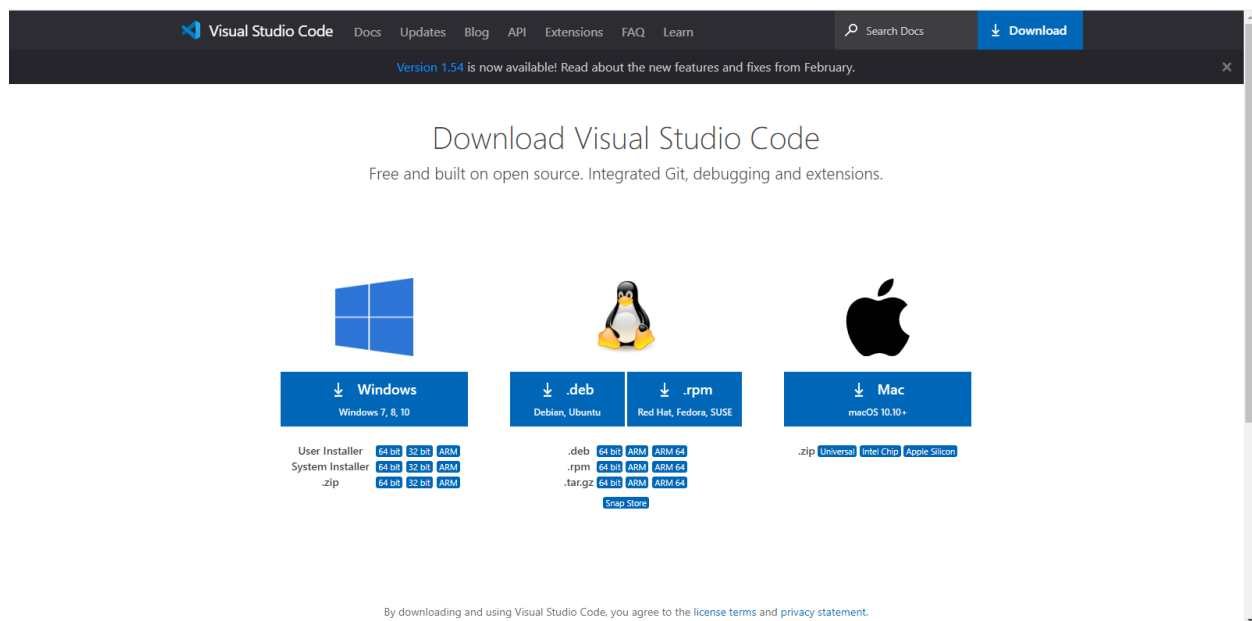 Visual Studio Code Docs Updates Blog API Extensions FAQ Learn Search Docs Download
Version 1.54 is now available! Read about the new features and fixes from February.
Download Visual Studio Code
Free and built on open source. Integrated Git, debugging and extensions.
Windows
Windows 7, 8, 10
User Installer 64 bit 32 bit ARM
System Installer 64 bit 32 bit ARM
.zip 64 bit 32 bit ARM
.deb
Debian, Ubuntu
.rpm
Red Hat, Fedora, SUSE
.deb 64 bit ARM ARM 64
.rpm 64 bit ARM ARM 64
.tar.gz 64 bit ARM ARM 64
Snap Store
Mac
macOS 10.10+
.zip Universal Intel Chip Apple Silicon
By downloading and using Visual Studio Code, you agree to the license terms and privacy statement.